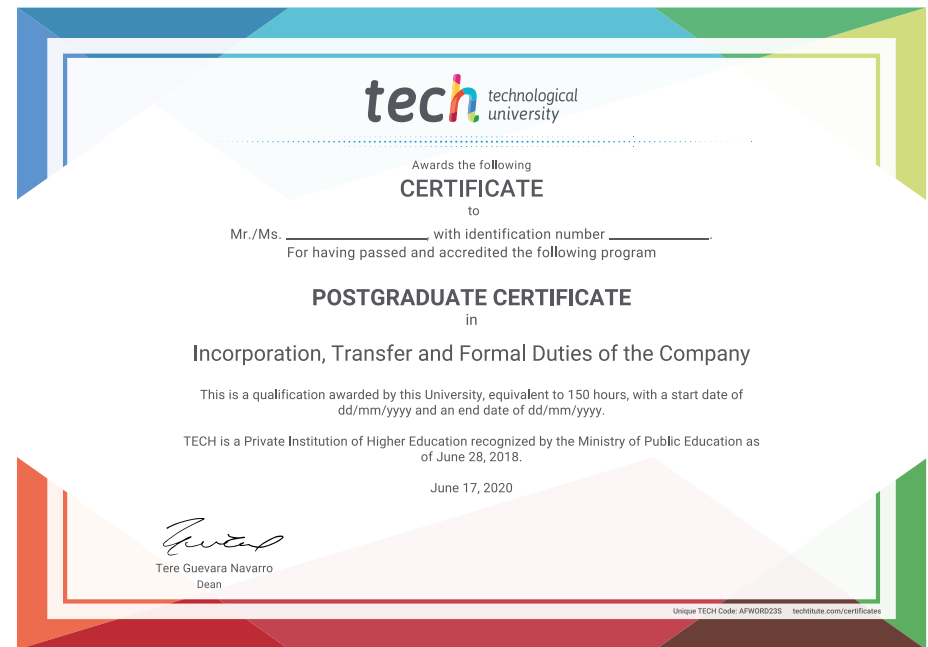 tech technological
university
Awards the following
CERTIFICATE
to
Mr./Ms. ____________________, with identification number ______________.
For having passed and accredited the following program
POSTGRADUATE CERTIFICATE
in
Incorporation, Transfer and Formal Duties of the Company
This is a qualification awarded by this University, equivalent to 150 hours, with a start date of
dd/mm/yyyy and an end date of dd/mm/yyyy.
TECH is a Private Institution of Higher Education recognized by the Ministry of Public Education as
of June 28, 2018.
June 17, 2020
Tere Guevara Navarro
Dean
Unique TECH Code: AFWORD23S techtitute.com/certificates